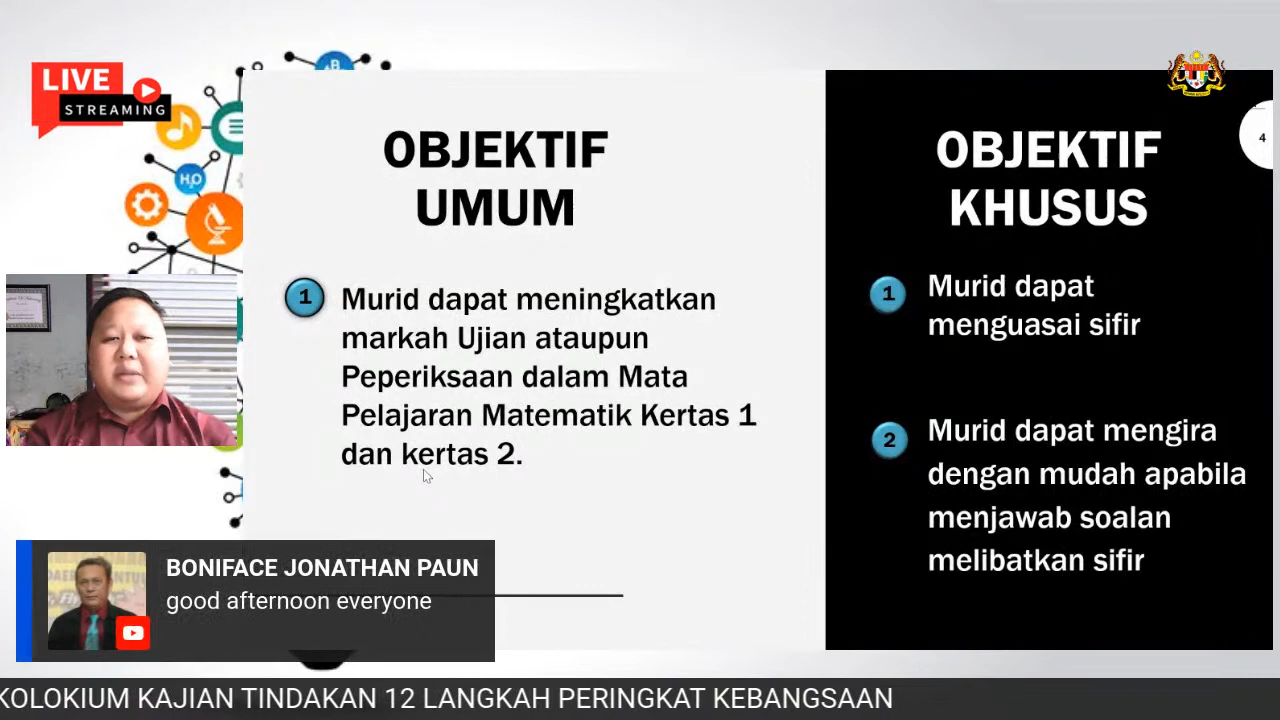 LIVE
STREAMING
H₂O
OBJEKTIF
UMUM
1
Murid dapat meningkatkan
markah Ujian ataupun
Peperiksaan dalam Mata
Pelajaran Matematik Kertas 1
dan kertas 2.
OBJEKTIF
KHUSUS
4
1
Murid dapat
menguasai sifir
2
Murid dapat mengira
dengan mudah apabila
menjawab soalan
melibatkan sifir
BONIFACE JONATHAN PAUN
good afternoon everyone
KOLOKIUM KAJIAN TINDAKAN 12 LANGKAH PERINGKAT KEBANGSAAN